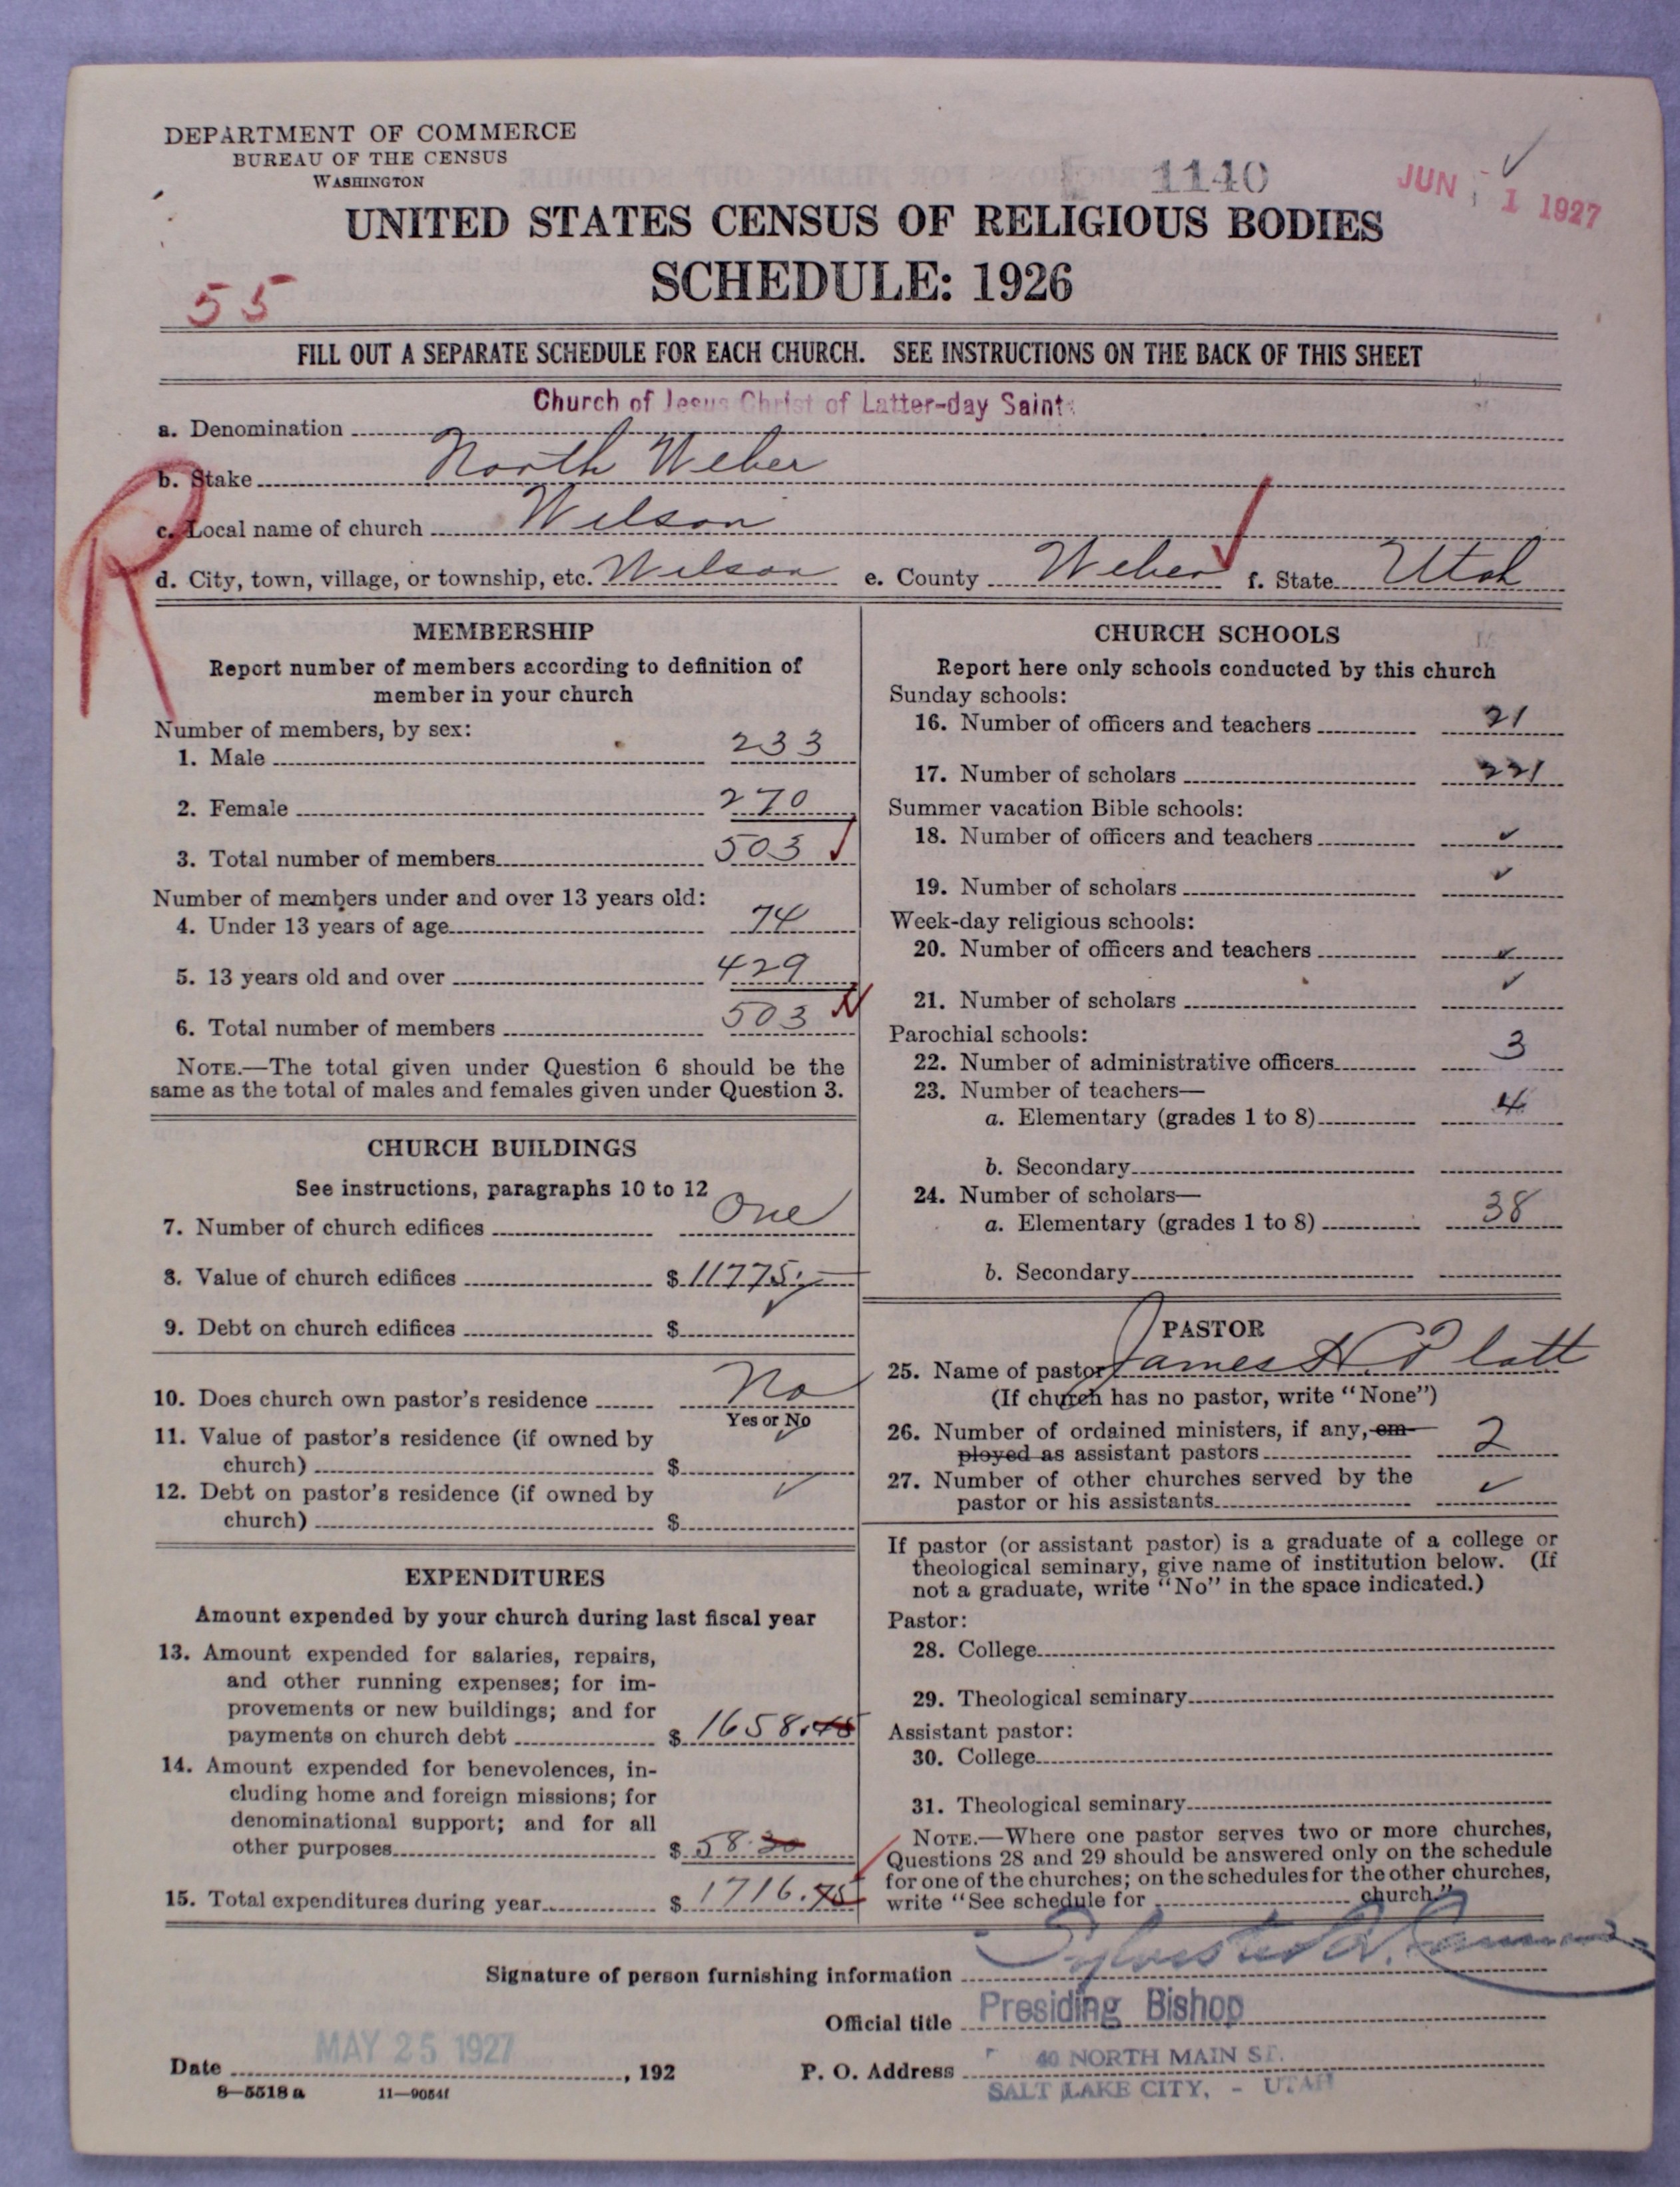 DEPARTMENT OF COMMERCE
BUREAU OF THE CENSUS
WASHINGTON
1140
JUN 1 1927
UNITED STATES CENSUS OF RELIGIOUS BODIES
SCHEDULE: 1926
55
FILL OUT A SEPARATE SCHEDULE FOR EACH CHURCH. SEE INSTRUCTIONS ON THE BACK OF THIS SHEET
Church of Jesus Christ of Latter-day Saint
a. Denomination
b. Stake North Weber
c. Local name of church Wilson
d. City, town, village, or township, etc. Wilson e. County Weber f. State Utah
R
MEMBERSHIP
Report number of members according to definition of
member in your church
Number of members, by sex:
1. Male 233
2. Female 270
3. Total number of members 503
Number of members under and over 13 years old:
4. Under 13 years of age 74
5. 13 years old and over 429
6. Total number of members 503
NOTE.—The total given under Question 6 should be the
same as the total of males and females given under Question 3.
CHURCH BUILDINGS
See instructions, paragraphs 10 to 12
7. Number of church edifices One
8. Value of church edifices $ 11775.—
9. Debt on church edifices $ ✓
10. Does church own pastor's residence No
Yes or No
11. Value of pastor's residence (if owned by
church) $ ✓
12. Debt on pastor's residence (if owned by
church) $ ✓
EXPENDITURES
Amount expended by your church during last fiscal year
13. Amount expended for salaries, repairs,
and other running expenses; for im-
provements or new buildings; and for
payments on church debt $ 1658.
14. Amount expended for benevolences, in-
cluding home and foreign missions; for
denominational support; and for all
other purposes $ 58.
15. Total expenditures during year $ 1716.
CHURCH SCHOOLS
Report here only schools conducted by this church
Sunday schools:
16. Number of officers and teachers 21
17. Number of scholars 221
Summer vacation Bible schools:
18. Number of officers and teachers ✓
19. Number of scholars ✓
Week-day religious schools:
20. Number of officers and teachers ✓
21. Number of scholars ✓
Parochial schools:
22. Number of administrative officers 3
23. Number of teachers—
a. Elementary (grades 1 to 8) 4
b. Secondary
24. Number of scholars—
a. Elementary (grades 1 to 8) 38
b. Secondary
PASTOR
25. Name of pastor James H. Platt
(If church has no pastor, write "None")
26. Number of ordained ministers, if any, em-
ployed as assistant pastors 2
27. Number of other churches served by the
pastor or his assistants ✓
If pastor (or assistant pastor) is a graduate of a college or
theological seminary, give name of institution below. (If
not a graduate, write "No" in the space indicated.)
Pastor:
28. College
29. Theological seminary
Assistant pastor:
30. College
31. Theological seminary
NOTE.—Where one pastor serves two or more churches,
Questions 28 and 29 should be answered only on the schedule
for one of the churches; on the schedules for the other churches,
write "See schedule for church."
Signature of person furnishing information Sylvester Q. Cannon
Official title Presiding Bishop
Date MAY 25 1927 , 192 P. O. Address 40 NORTH MAIN ST.
SALT LAKE CITY, - UTAH
8—5518 a 11—9054f